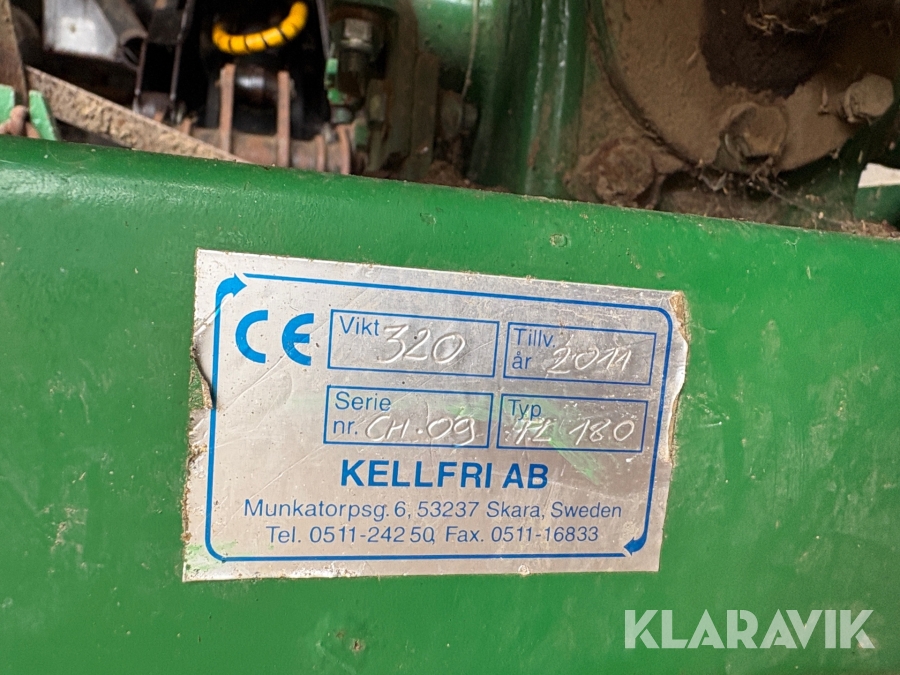 CE
Vikt 320
Tillv. år 2011
Serie nr. CH.09
Typ 180
KELLFRI AB
Munkatorpsg. 6, 53237 Skara, Sweden
Tel. 0511-242 50, Fax. 0511-16833
KLARAVIK